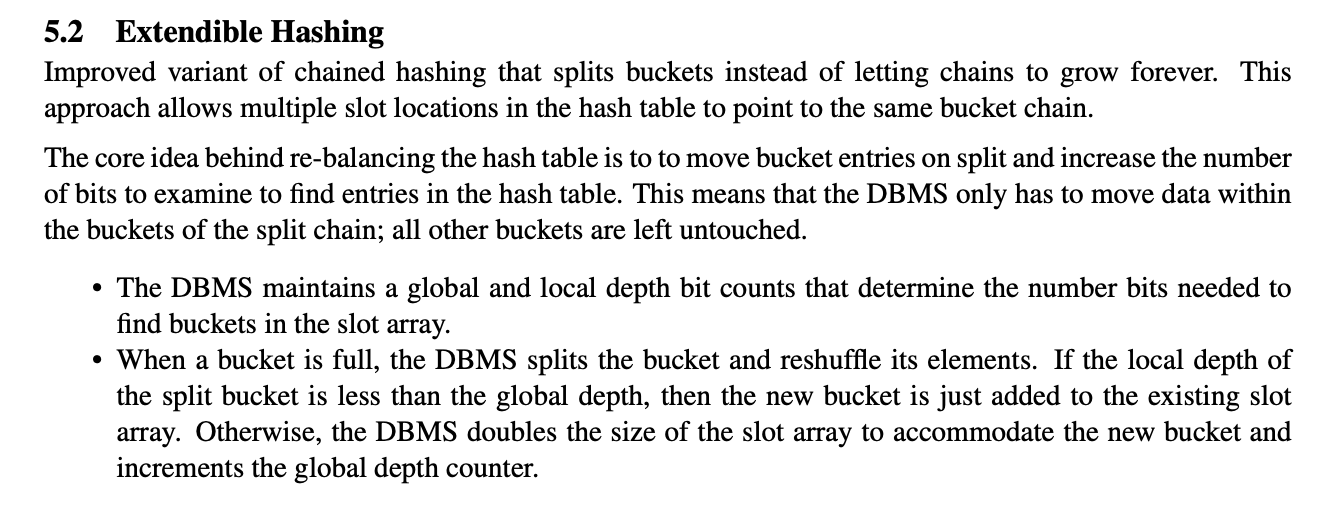 5.2 Extendible Hashing
Improved variant of chained hashing that splits buckets instead of letting chains to grow forever. This
approach allows multiple slot locations in the hash table to point to the same bucket chain.
The core idea behind re-balancing the hash table is to to move bucket entries on split and increase the number
of bits to examine to find entries in the hash table. This means that the DBMS only has to move data within
the buckets of the split chain; all other buckets are left untouched.
• The DBMS maintains a global and local depth bit counts that determine the number bits needed to
find buckets in the slot array.
• When a bucket is full, the DBMS splits the bucket and reshuffle its elements. If the local depth of
the split bucket is less than the global depth, then the new bucket is just added to the existing slot
array. Otherwise, the DBMS doubles the size of the slot array to accommodate the new bucket and
increments the global depth counter.